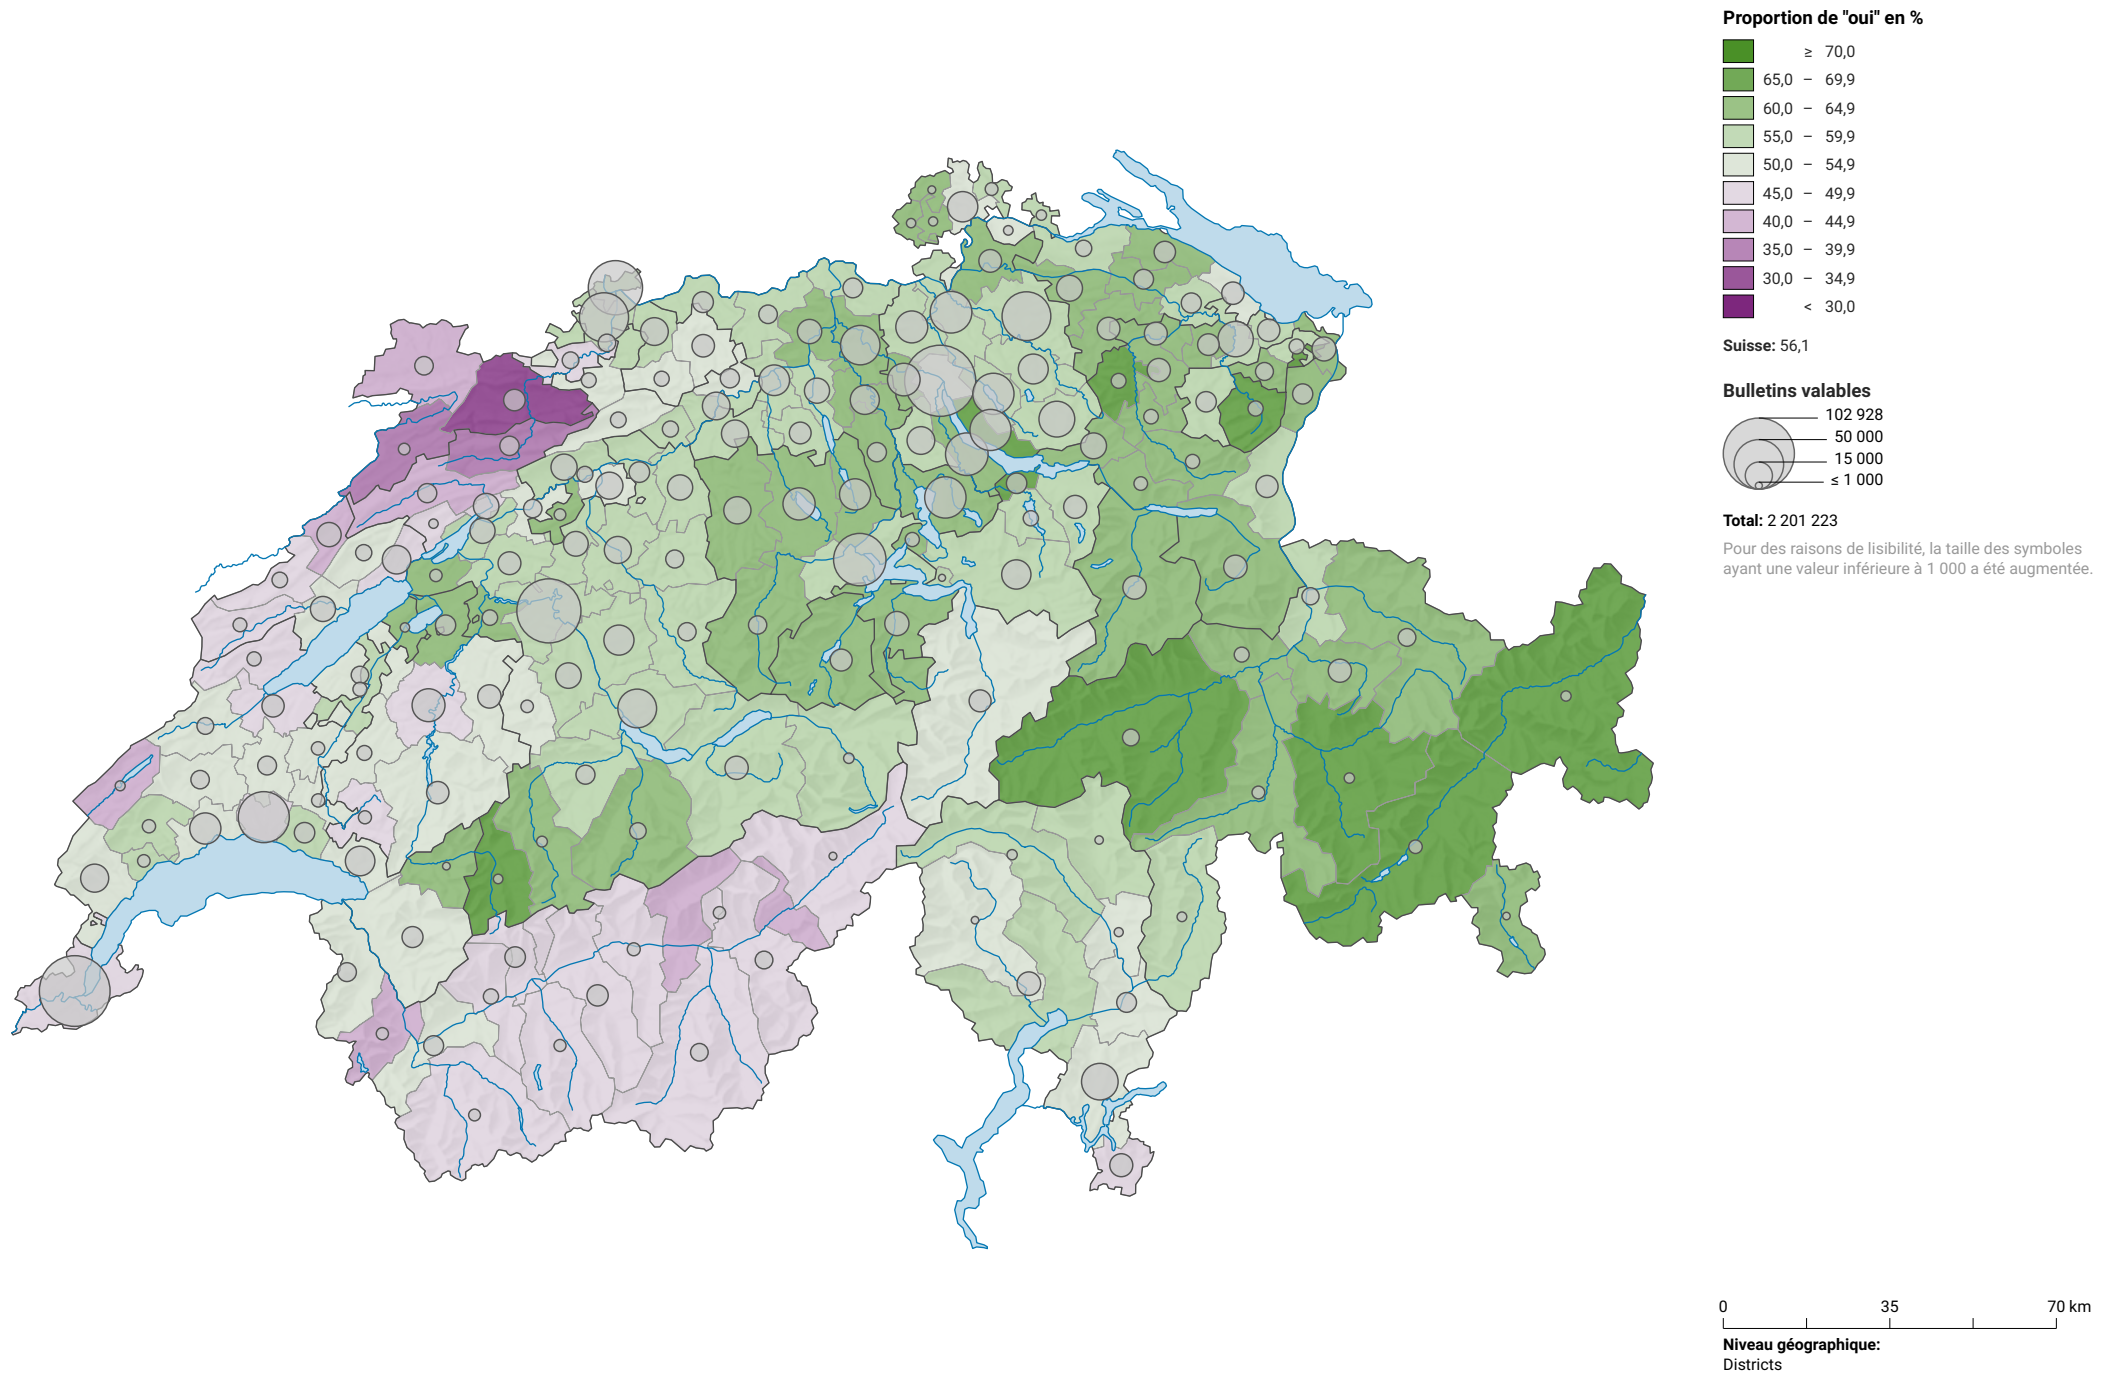 Proportion de "oui" en %
≥ 70,0
65,0 – 69,9
60,0 – 64,9
55,0 – 59,9
50,0 – 54,9
45,0 – 49,9
40,0 – 44,9
35,0 – 39,9
30,0 – 34,9
< 30,0
Suisse: 56,1
Bulletins valables
102 928
50 000
15 000
≤ 1 000
Total: 2 201 223
Pour des raisons de lisibilité, la taille des symboles
ayant une valeur inférieure à 1 000 a été augmentée.
0 35 70 km
Niveau géographique:
Districts